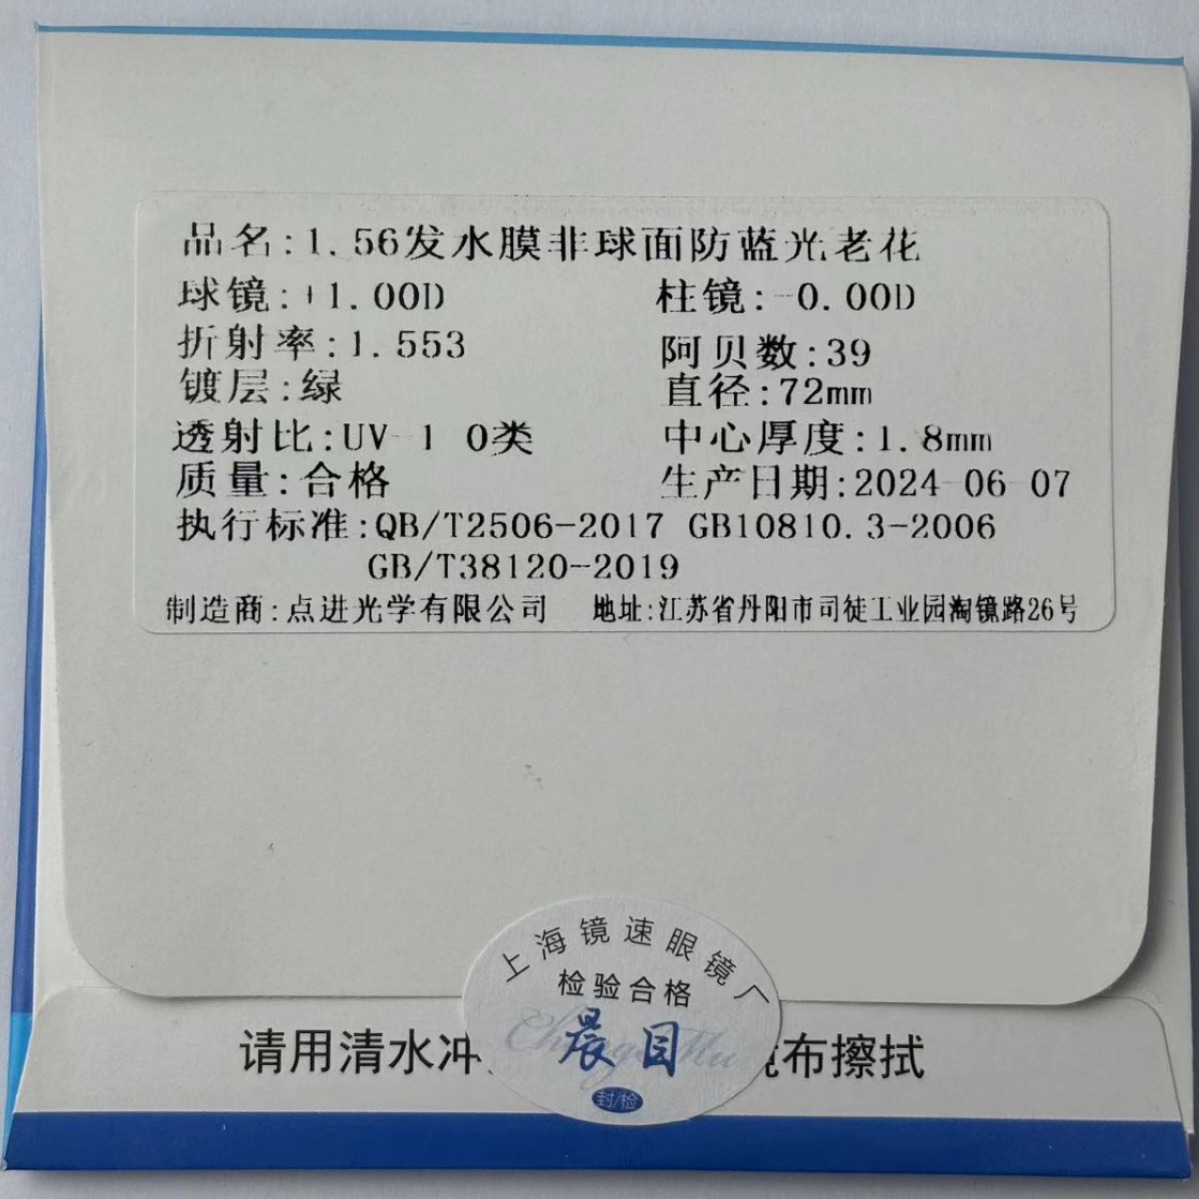 品名:1.56发水膜非球面防蓝光老花
球镜:+1.00D 柱镜:-0.00D
折射率:1.553 阿贝数:39
镀层:绿 直径:72mm
透射比:UV-1 0类 中心厚度:1.8mm
质量:合格 生产日期:2024-06-07
执行标准:QB/T2506-2017 GB10810.3-2006
GB/T38120-2019
制造商:点进光学有限公司 地址:江苏省丹阳市司徒工业园淘镜路26号
上海镜速眼镜厂
检验合格
晨目
封/检
请用清水冲 布擦拭